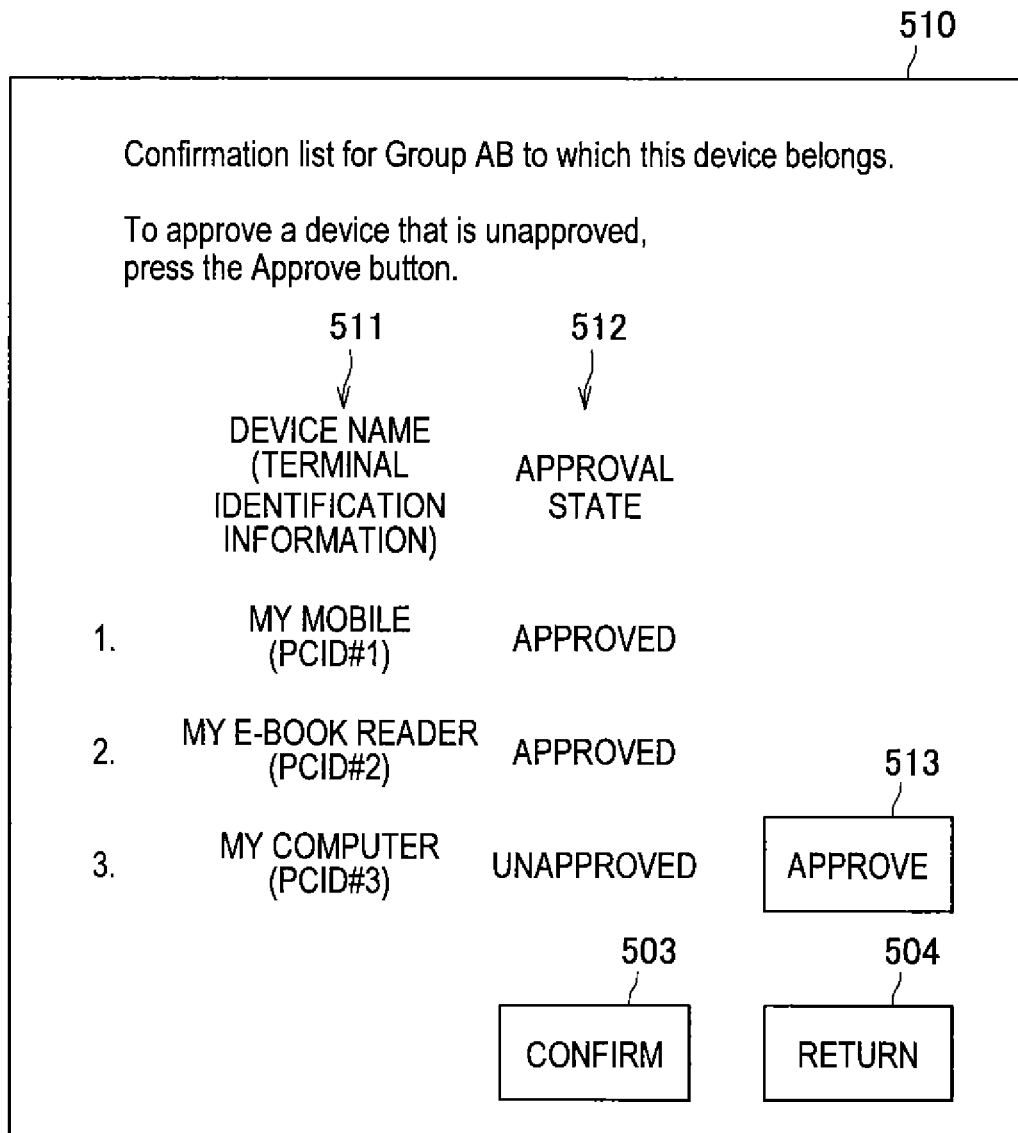 510
Confirmation list for Group AB to which this device belongs.
To approve a device that is unapproved,
press the Approve button.
511 512
DEVICE NAME
(TERMINAL
IDENTIFICATION
INFORMATION)
APPROVAL
STATE
1. MY MOBILE
(PCID#1)
APPROVED
2. MY E-BOOK READER
(PCID#2)
APPROVED
513
3. MY COMPUTER
(PCID#3)
UNAPPROVED
APPROVE
503 504
CONFIRM RETURN